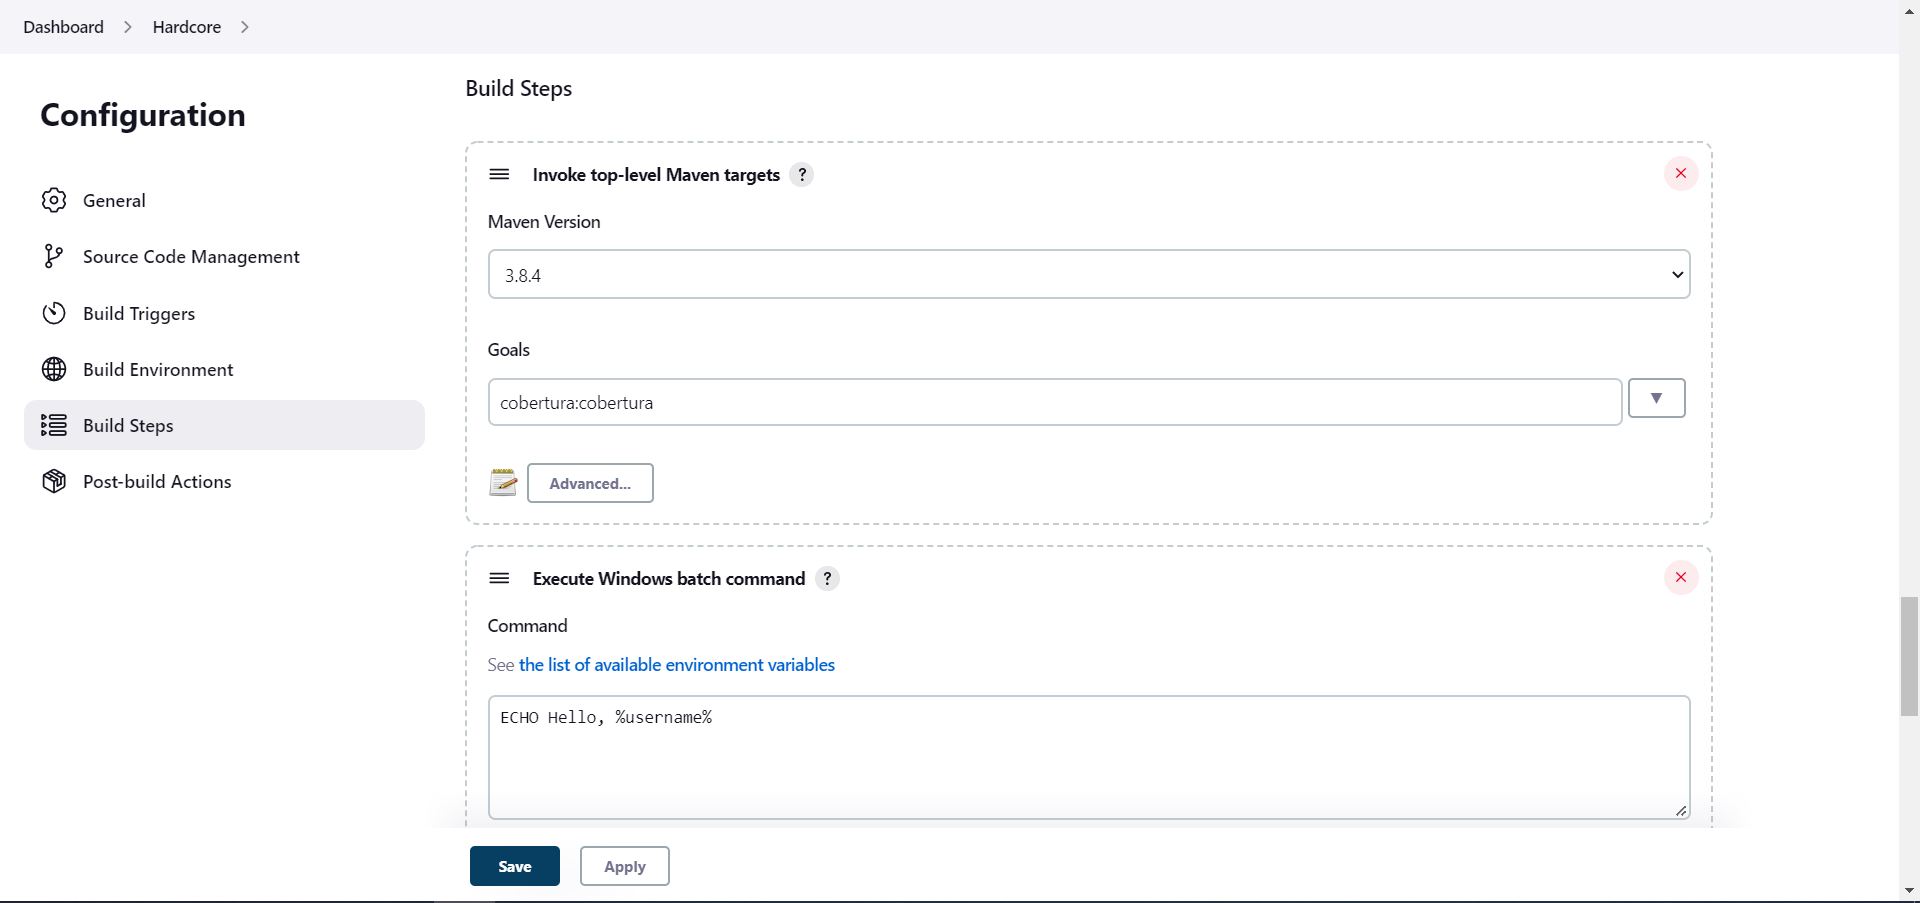 Dashboard
Hardcore
Configuration
General
Source Code Management
Build Triggers
Build Environment
Build Steps
Post-build Actions
Build Steps
Invoke top-level Maven targets ?
Maven Version
3.8.4
Goals
cobertura:cobertura
Advanced...
Execute Windows batch command ?
Command
See the list of available environment variables
ECHO Hello, %username%
Save
Apply